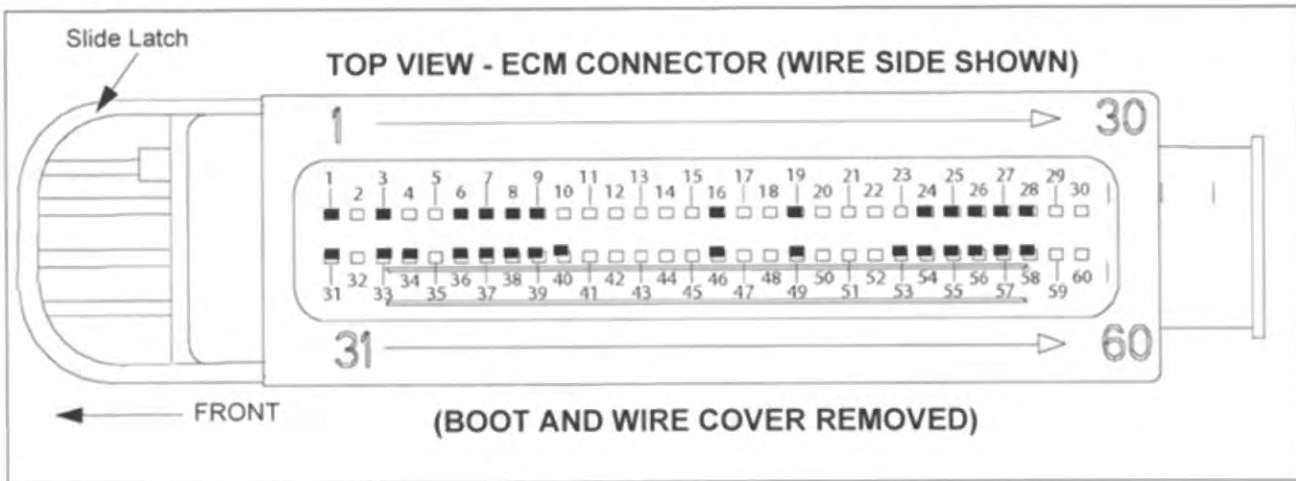 Slide Latch
TOP VIEW - ECM CONNECTOR (WIRE SIDE SHOWN)
1 30
1 3 5 6 7 8 9 11 13 15 16 17 19 21 23 24 25 26 27 28 29
2 4 10 12 14 18 20 22 30
32 34 36 38 40 42 44 46 48 50 52 54 56 58 60
31 33 35 37 39 41 43 45 47 49 51 53 55 57 59
31 60
FRONT
(BOOT AND WIRE COVER REMOVED)